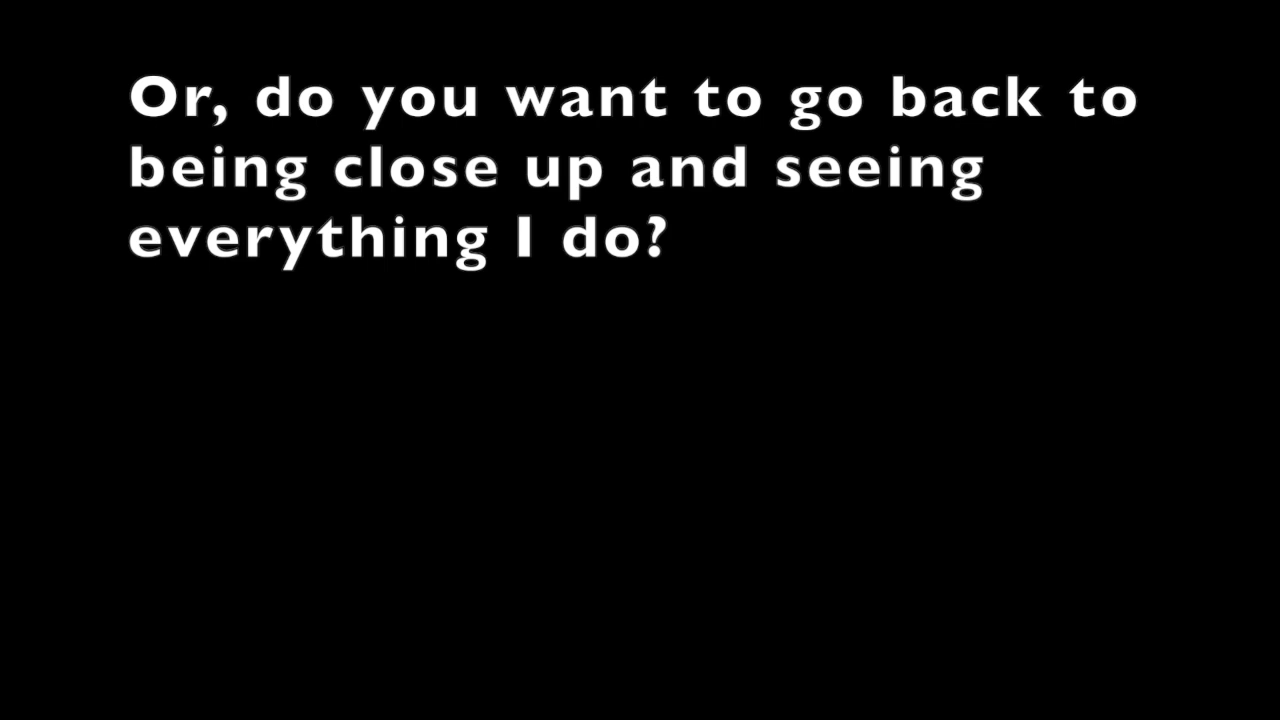 Or, do you want to go back to
being close up and seeing
everything I do?